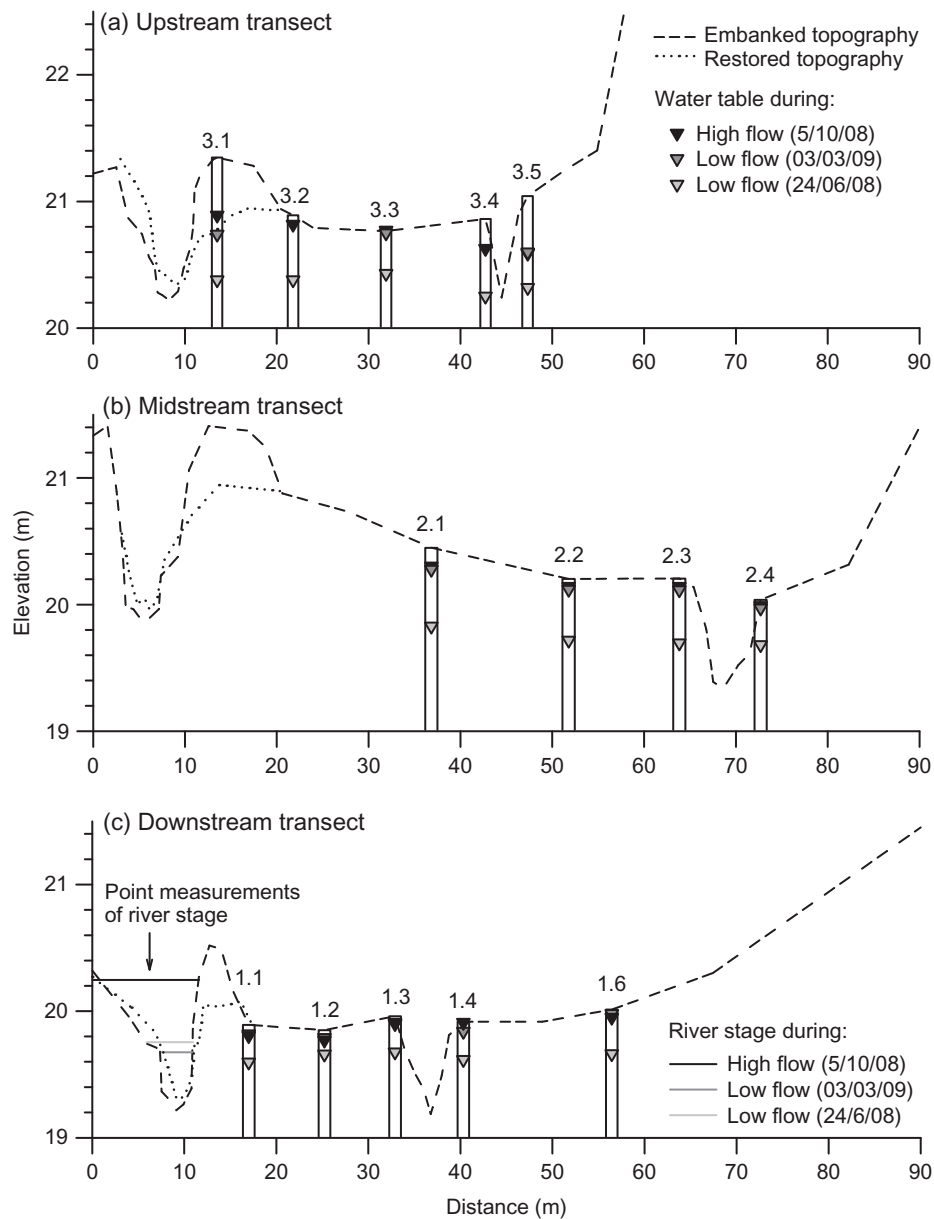 (a) Upstream transect
Embanked topography
Restored topography
Water table during:
High flow (5/10/08)
Low flow (03/03/09)
Low flow (24/06/08)
22
21
20
3.1
3.2
3.3
3.4
3.5
0 10 20 30 40 50 60 70 80 90
(b) Midstream transect
Elevation (m)
21
20
19
2.1
2.2
2.3
2.4
0 10 20 30 40 50 60 70 80 90
(c) Downstream transect
Point measurements
of river stage
21
20
19
1.1
1.2
1.3
1.4
1.6
River stage during:
High flow (5/10/08)
Low flow (03/03/09)
Low flow (24/6/08)
0 10 20 30 40 50 60 70 80 90
Distance (m)